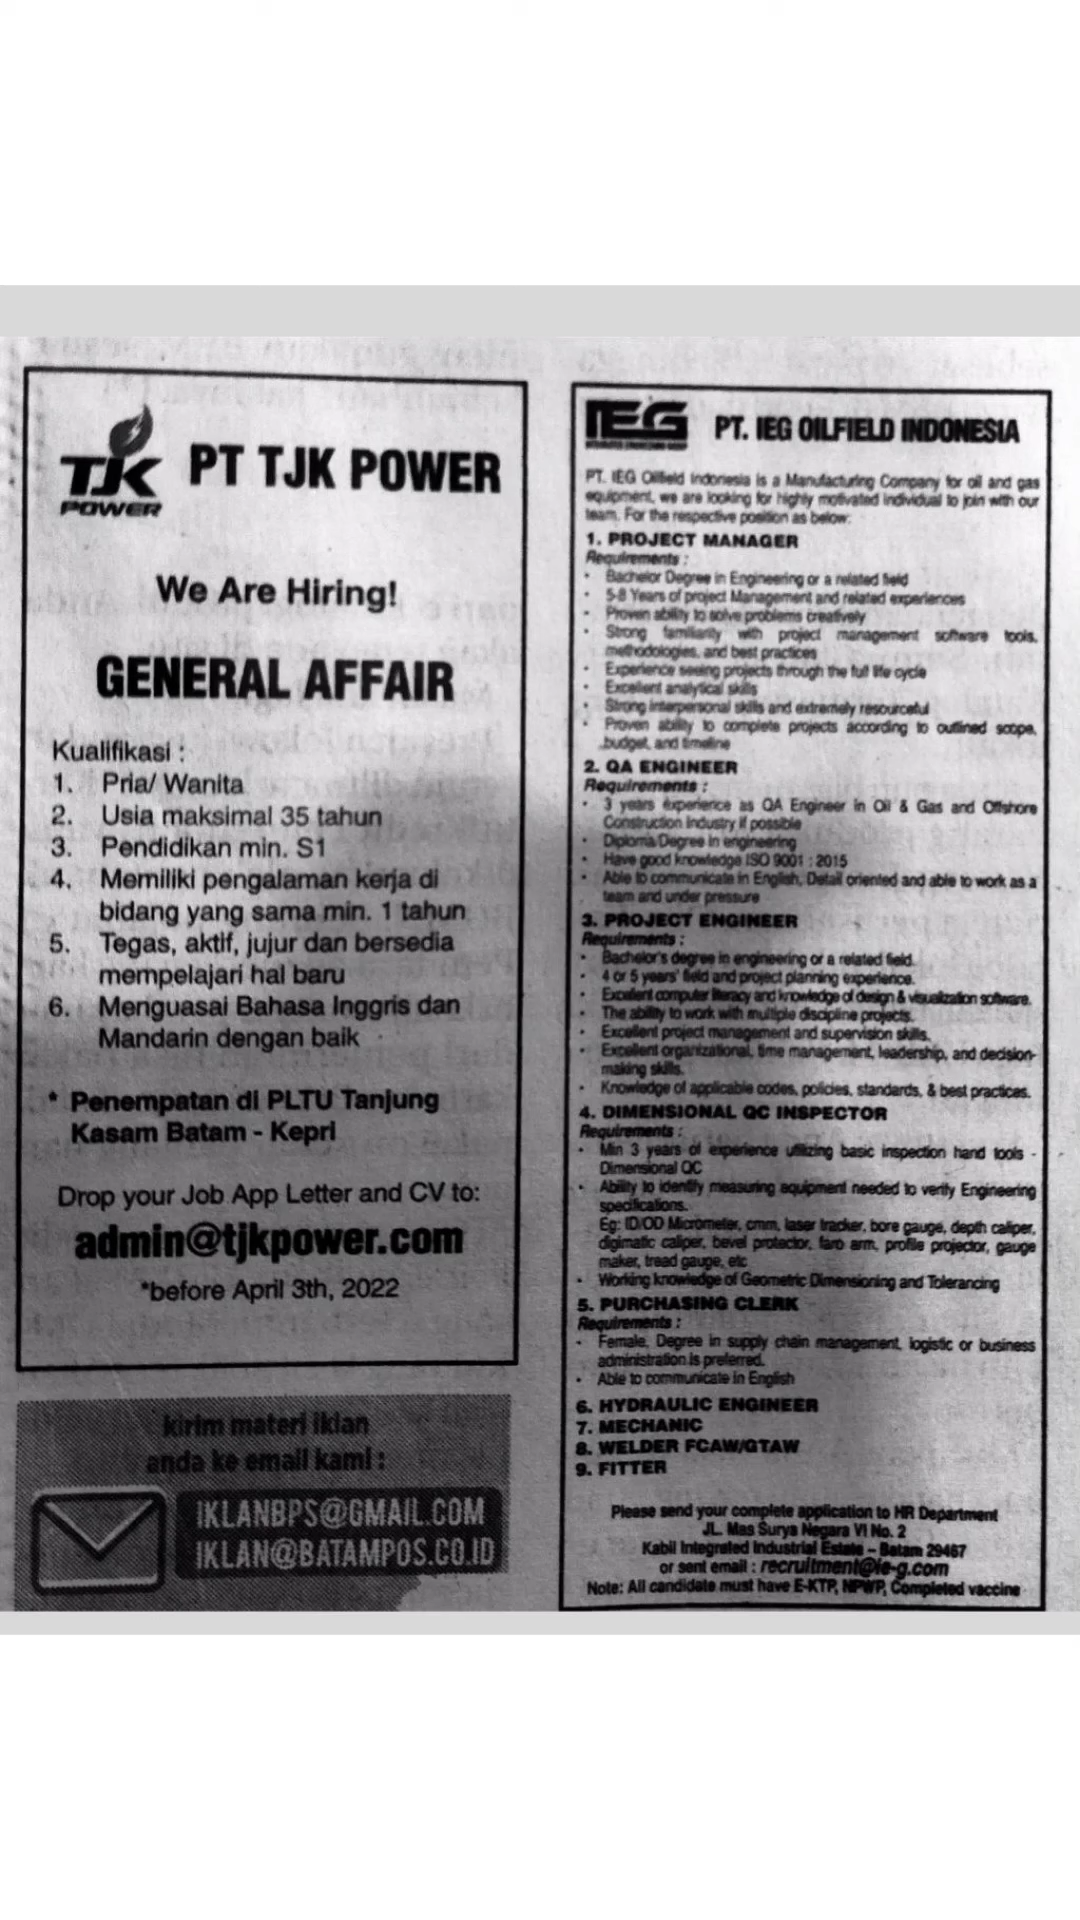 TJK
POWER
PT TJK POWER
We Are Hiring!
GENERAL AFFAIR
Kualifikasi :
1. Pria/ Wanita
2. Usia maksimal 35 tahun
3. Pendidikan min. S1
4. Memiliki pengalaman kerja di
bidang yang sama min. 1 tahun
5. Tegas, aktif, jujur dan bersedia
mempelajari hal baru
6. Menguasai Bahasa Inggris dan
Mandarin dengan baik
* Penempatan di PLTU Tanjung
Kasam Batam - Kepri
Drop your Job App Letter and CV to:
admin@tjkpower.com
*before April 3th, 2022
kirim materi iklan
anda ke email kami :
IKLANBPS@GMAIL.COM
IKLAN@BATAMPOS.CO.ID
IEG
PT. IEG OILFIELD INDONESIA
PT. IEG Oilfield Indonesia is a Manufacturing Company for oil and gas
equipment, we are looking for highly motivated individual to join with our
team. For the respective position as below:
1. PROJECT MANAGER
Requirements :
• Bachelor Degree in Engineering or a related field
• 5-8 Years of project Management and related experiences
• Proven ability to solve problems creatively
• Strong familiarity with project management software tools,
methodologies, and best practices
• Experience seeing projects through the full life cycle
• Excellent analytical skills
• Strong interpersonal skills and extremely resourceful
• Proven ability to complete projects according to outlined scope,
budget, and timeline
2. QA ENGINEER
Requirements :
• 3 years experience as QA Engineer in Oil & Gas and Offshore
Construction Industry if possible
• Diploma/Degree in engineering
• Have good knowledge ISO 9001 : 2015
• Able to communicate in English, Detail oriented and able to work as a
team and under pressure
3. PROJECT ENGINEER
Requirements :
• Bachelor's degree in engineering or a related field.
• 4 or 5 years' field and project planning experience.
• Excellent computer literacy and knowledge of design & visualization software.
• The ability to work with multiple discipline projects.
• Excellent project management and supervision skills.
• Excellent organizational, time management, leadership, and decision-
making skills.
• Knowledge of applicable codes, policies, standards, & best practices.
4. DIMENSIONAL QC INSPECTOR
Requirements :
• Min 3 years of experience utilizing basic inspection hand tools -
Dimensional QC
• Ability to identify measuring equipment needed to verify Engineering
specifications.
Eg: ID/OD Micrometer, cmm, laser tracker, bore gauge, depth caliper,
digimatic caliper, bevel protector, faro arm, profile projector, gauge
maker, tread gauge, etc
• Working knowledge of Geometric Dimensioning and Tolerancing
5. PURCHASING CLERK
Requirements :
• Female, Degree in supply chain management, logistic or business
administration is preferred.
• Able to communicate in English
6. HYDRAULIC ENGINEER
7. MECHANIC
8. WELDER FCAW/GTAW
9. FITTER
Please send your complete application to HR Department
JL. Mas Surya Negara VI No. 2
Kabil Integrated Industrial Estate – Batam 29467
or sent email : recruitment@ie-g.com
Note: All candidate must have E-KTP, NPWP, Completed vaccine